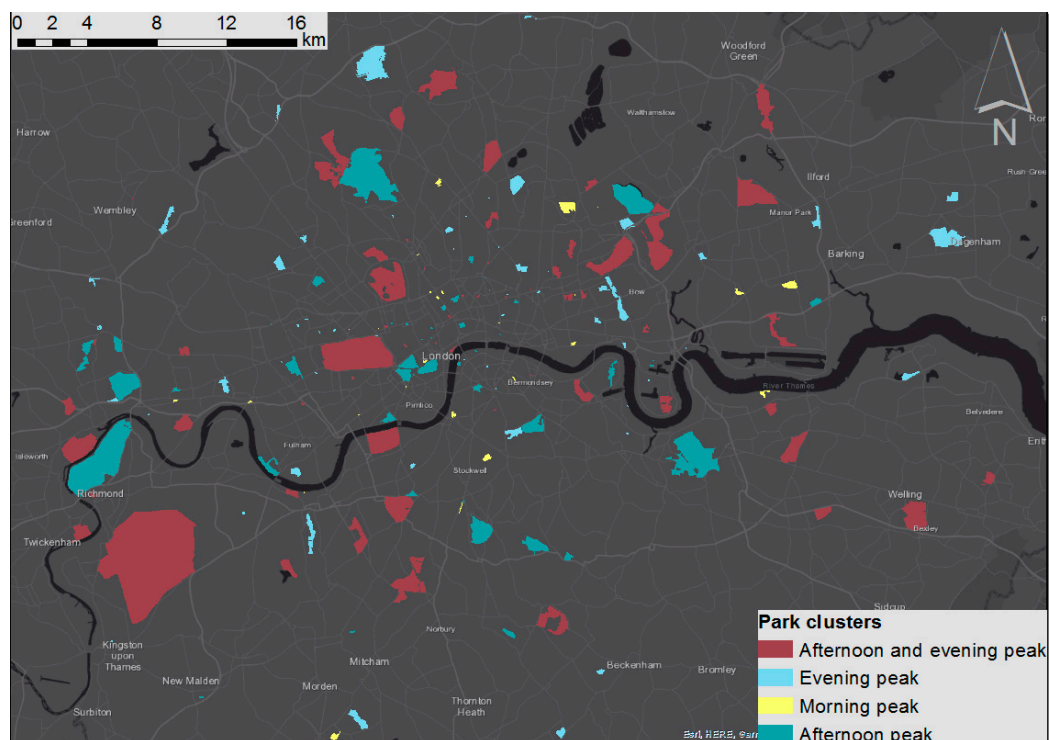 0 2 4 8 12 16
km
Woodford
Green
N
Walthamstow
Harrow
Ilford
Wembley
Manor Park
Dagenham
Barking
Bow
London
Bermondsey
River Thames
Pimlico
Belvedere
Fulham
Isleworth
Stockwell
Richmond
Welling
Bexley
Twickenham
Sidcup
Norbury
Kingston
upon
Thames
Mitcham
Beckenham
Bromley
New Malden
Morden
Thornton
Heath
Surbiton
Park clusters
Afternoon and evening peak
Evening peak
Morning peak
Afternoon peak
Esri, HERE,